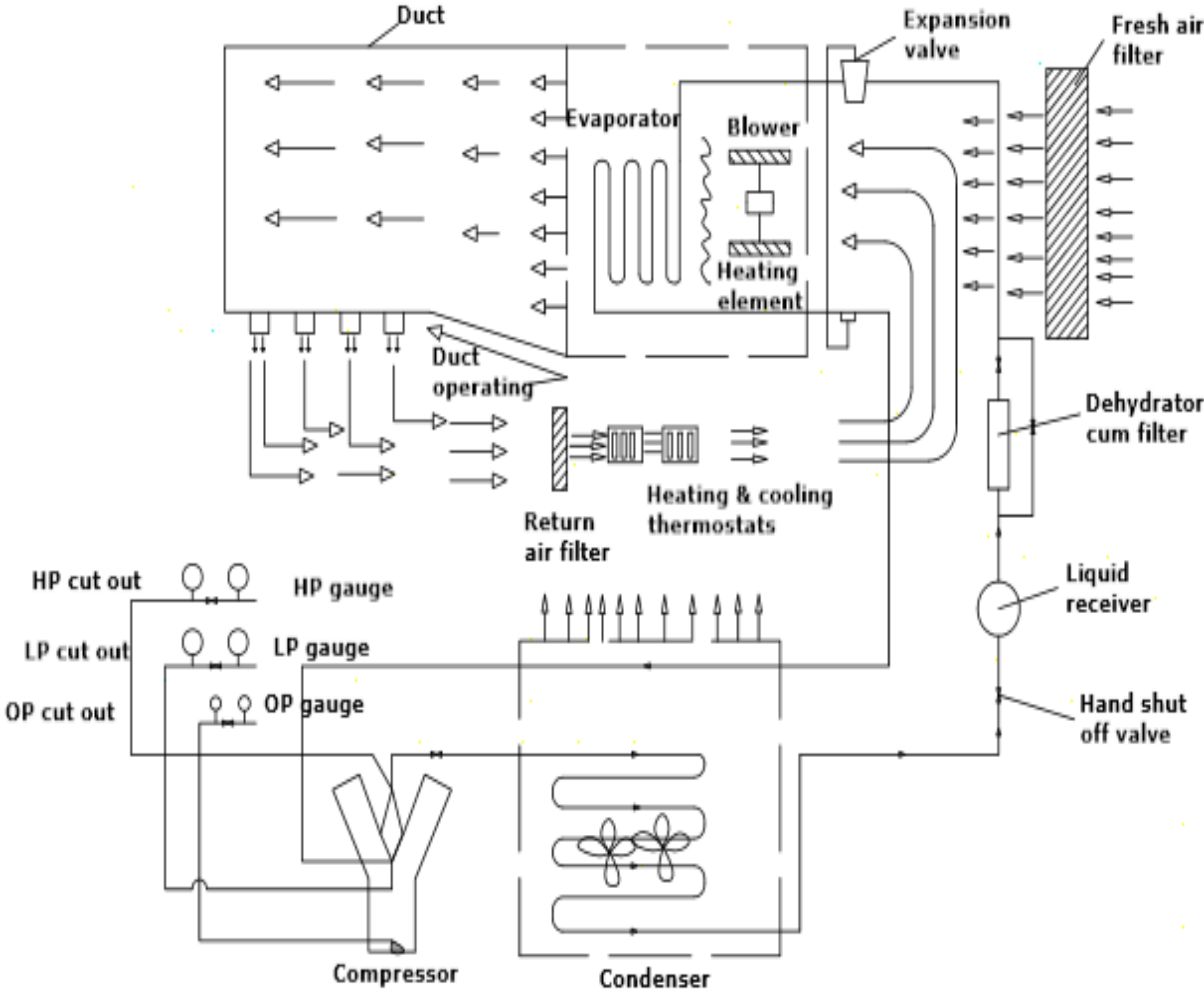 Duct
Expansion
valve
Fresh air
filter
Evaporator
Blower
Heating
element
Duct
operating
Dehydrator
cum filter
Return
air filter
Heating & cooling
thermostats
HP cut out
HP gauge
Liquid
receiver
LP cut out
LP gauge
OP cut out
OP gauge
Hand shut
off valve
Compressor
Condenser